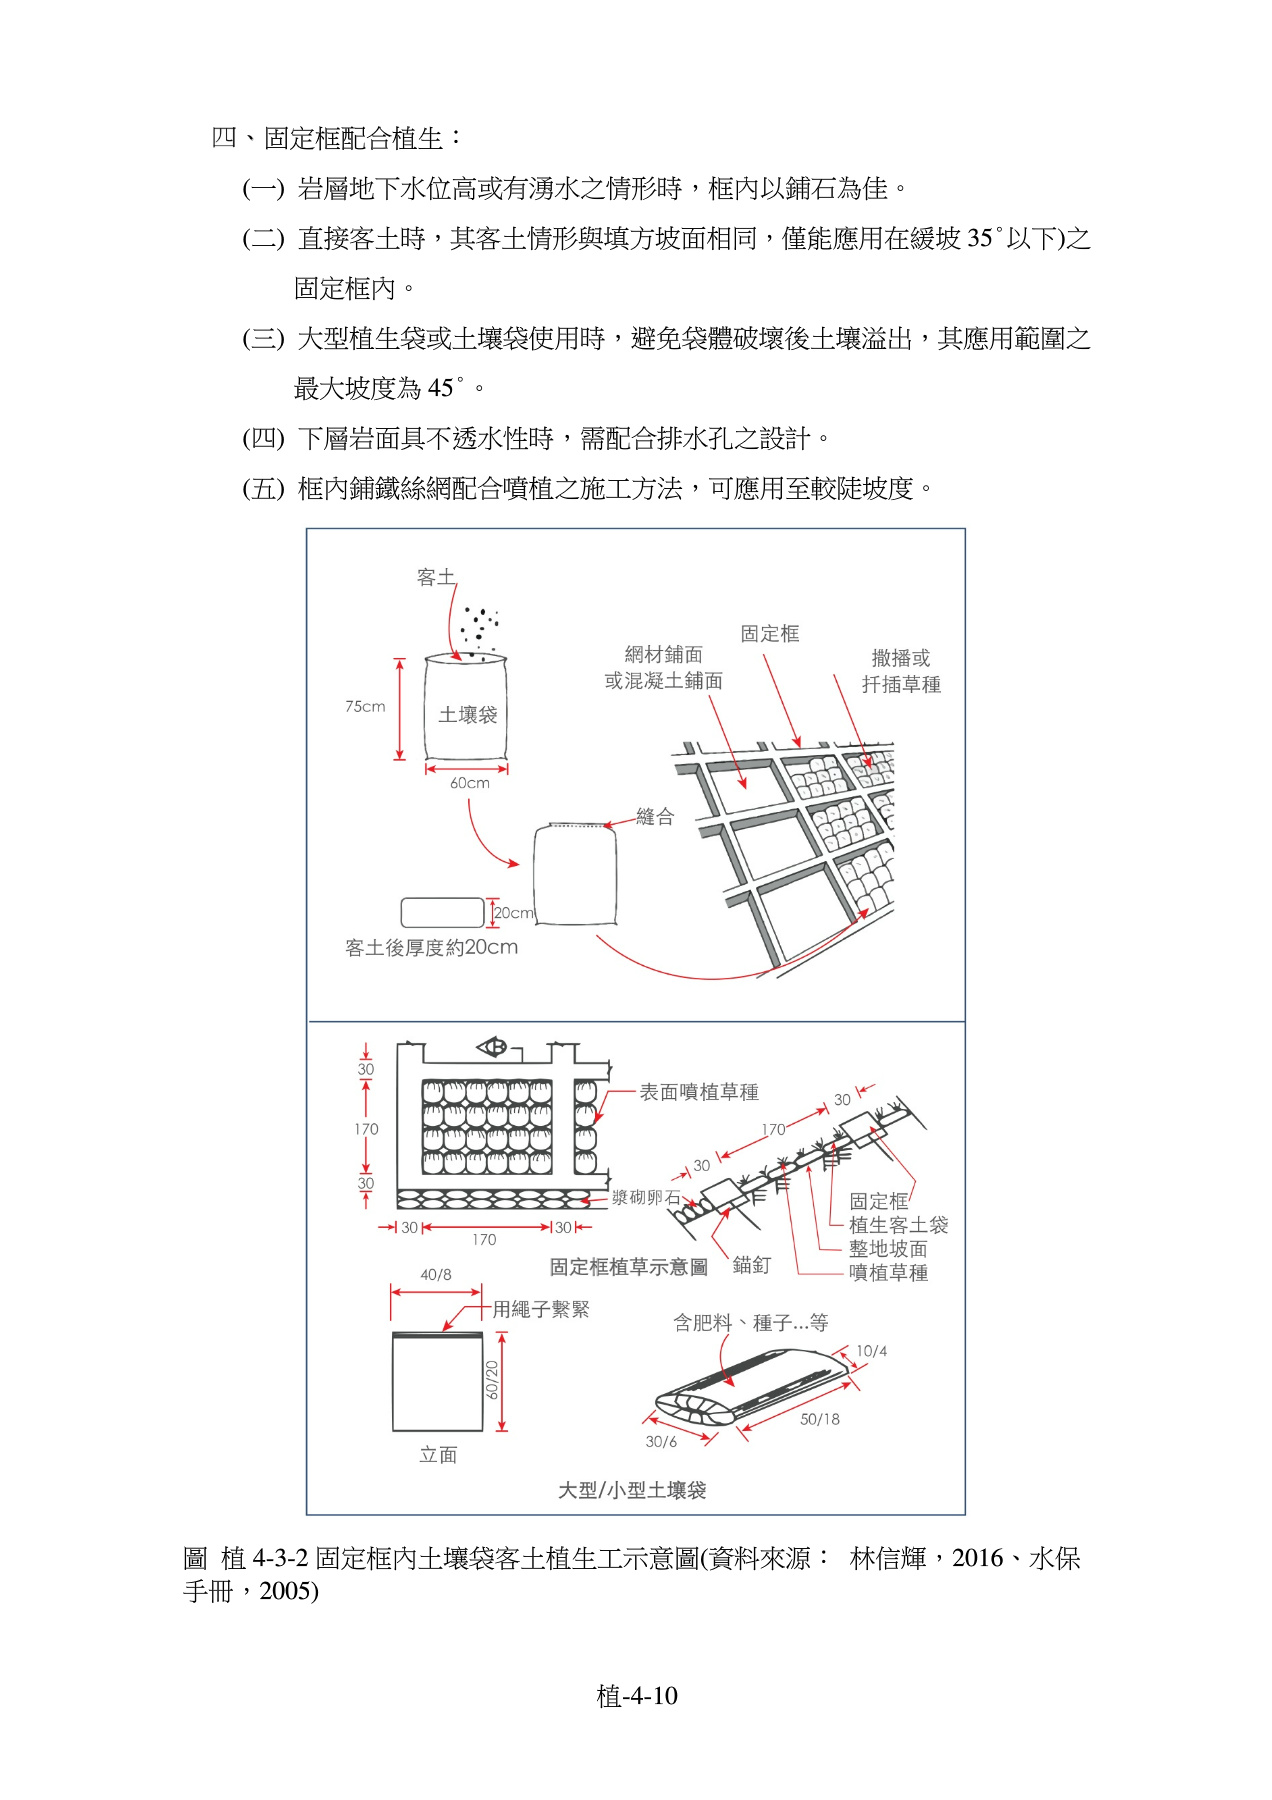 四、固定框配合植生：
(一) 岩層地下水位高或有湧水之情形時，框內以鋪石為佳。
(二) 直接客土時，其客土情形與填方坡面相同，僅能應用在緩坡 35˚以下)之
固定框內。
(三) 大型植生袋或土壤袋使用時，避免袋體破壞後土壤溢出，其應用範圍之
最大坡度為 45˚。
(四) 下層岩面具不透水性時，需配合排水孔之設計。
(五) 框內鋪鐵絲網配合噴植之施工方法，可應用至較陡坡度。
客土
75cm
土壤袋
60cm
網材鋪面
或混凝土鋪面
固定框
撒播或
扦插草種
縫合
20cm
客土後厚度約20cm
30
170
30
表面噴植草種
漿砌卵石
30
170
30
30
170
30
固定框
植生客土袋
整地坡面
噴植草種
錨釘
固定框植草示意圖
40/8
用繩子繫緊
60/20
立面
含肥料、種子...等
10/4
50/18
30/6
大型/小型土壤袋
圖 植 4-3-2 固定框內土壤袋客土植生工示意圖(資料來源： 林信輝，2016、水保
手冊，2005)
植-4-10